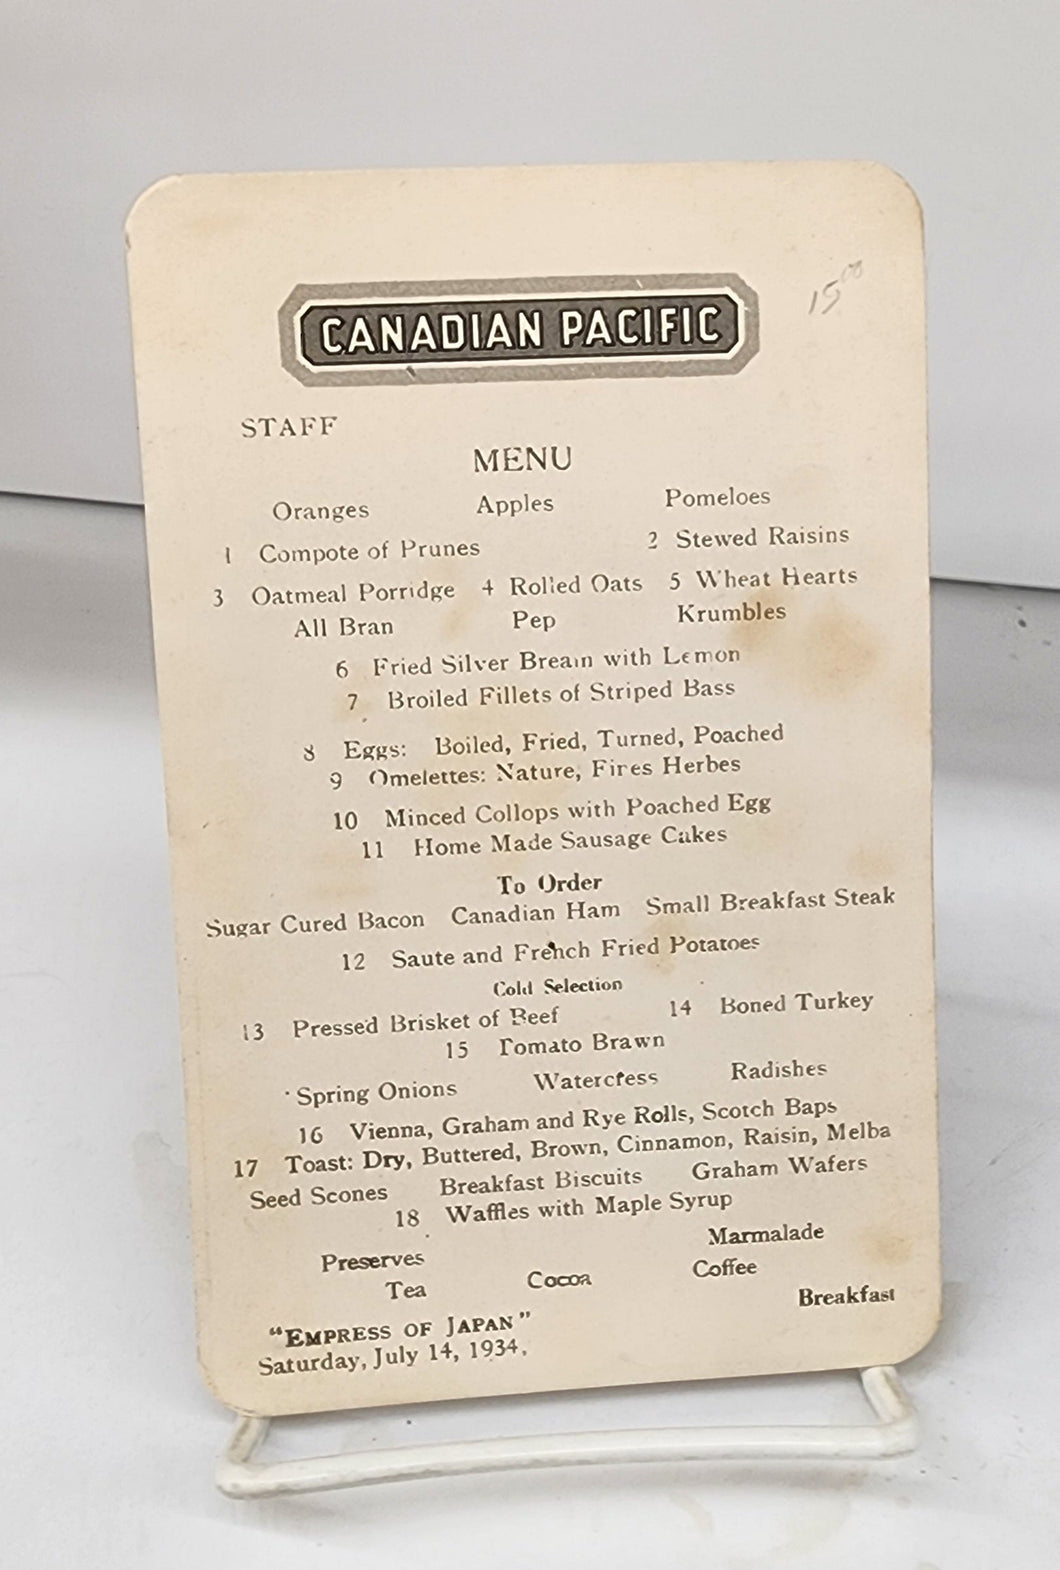 CANADIAN PACIFIC
15 00
STAFF
MENU
Oranges Apples Pomeloes
1 Compote of Prunes 2 Stewed Raisins
3 Oatmeal Porridge 4 Rolled Oats 5 Wheat Hearts
All Bran Pep Krumbles
6 Fried Silver Bream with Lemon
7 Broiled Fillets of Striped Bass
8 Eggs: Boiled, Fried, Turned, Poached
9 Omelettes: Nature, Fires Herbes
10 Minced Collops with Poached Egg
11 Home Made Sausage Cakes
To Order
Sugar Cured Bacon Canadian Ham Small Breakfast Steak
12 Saute and French Fried Potatoes
Cold Selection
13 Pressed Brisket of Beef 14 Boned Turkey
15 Tomato Brawn
Spring Onions Watercress Radishes
16 Vienna, Graham and Rye Rolls, Scotch Baps
17 Toast: Dry, Buttered, Brown, Cinnamon, Raisin, Melba
Seed Scones Breakfast Biscuits Graham Wafers
18 Waffles with Maple Syrup
Preserves Marmalade
Tea Cocoa Coffee
Breakfast
"EMPRESS OF JAPAN"
Saturday, July 14, 1934.